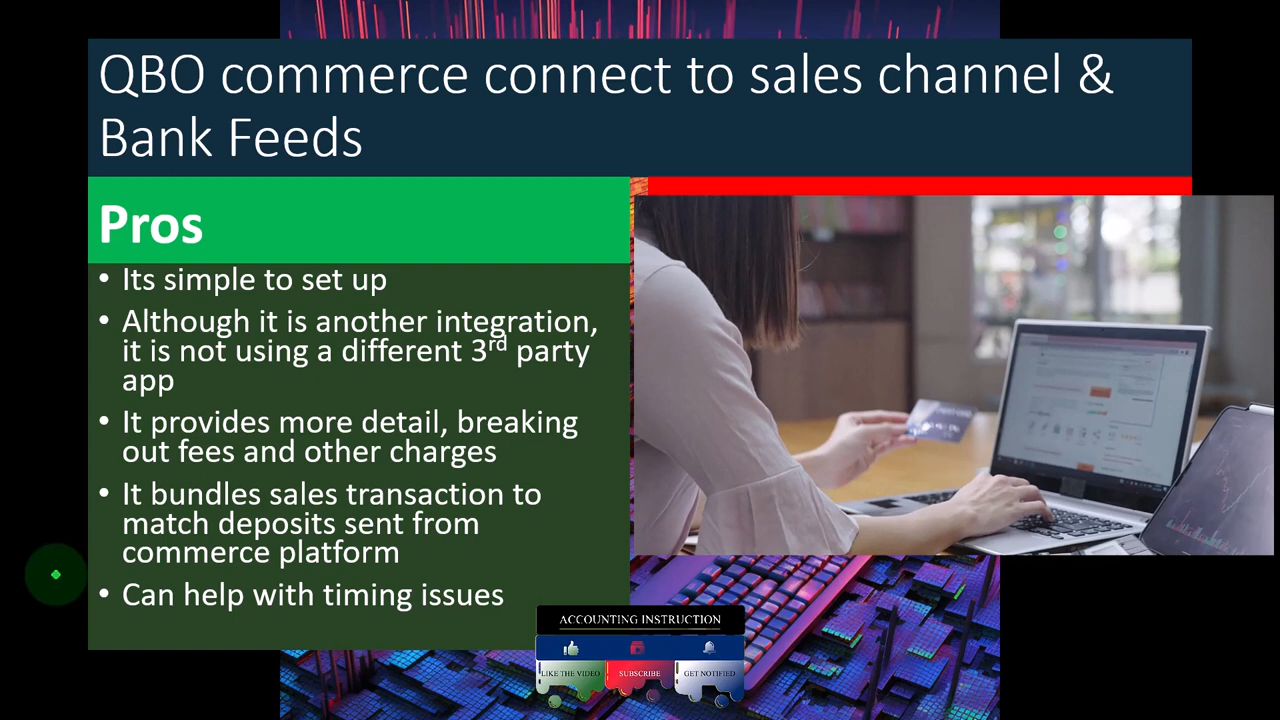 QBO commerce connect to sales channel &
Bank Feeds
Pros
• Its simple to set up
• Although it is another integration,
it is not using a different 3rd party
app
• It provides more detail, breaking
out fees and other charges
• It bundles sales transaction to
match deposits sent from
commerce platform
• Can help with timing issues
ACCOUNTING INSTRUCTION
LIKE THE VIDEO
SUBSCRIBE
GET NOTIFIED